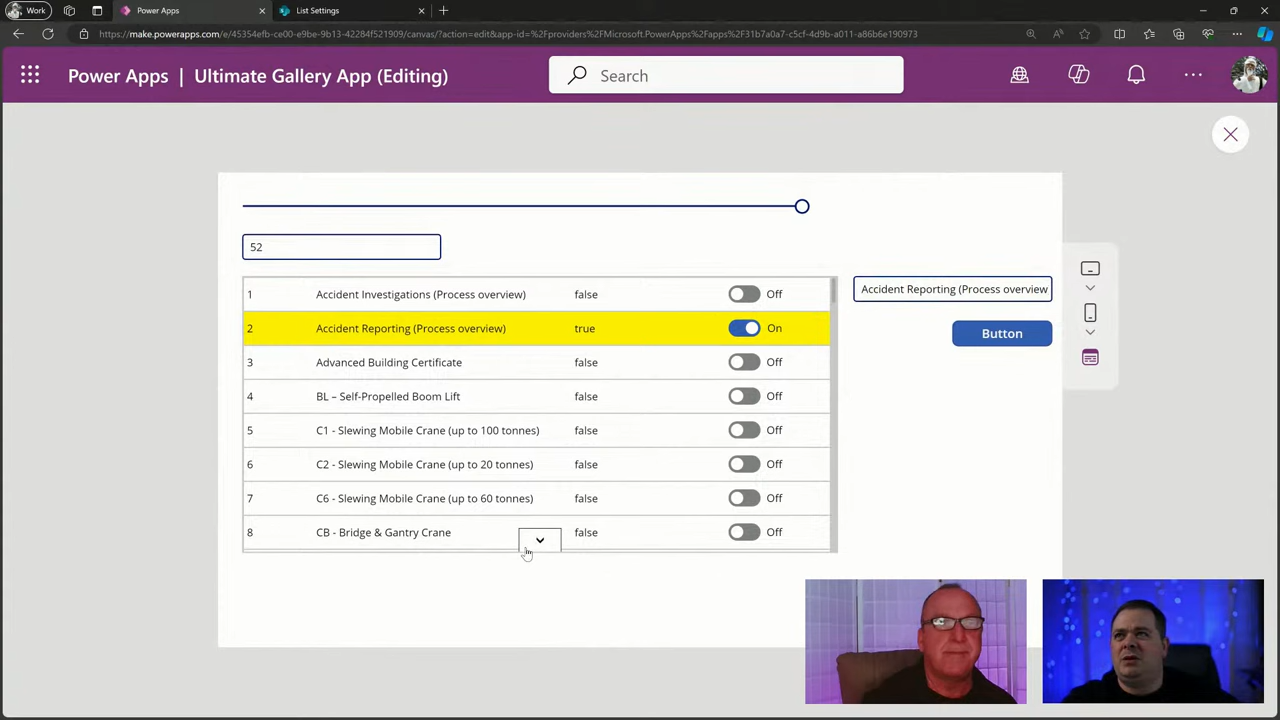 Work
Power Apps
List Settings
https://make.powerapps.com/e/45354efb-ce00-e9be-9b13-42284f521909/canvas/?action=edit&app-id=%2Fproviders%2FMicrosoft.PowerApps%2Fapps%2F31b7a0a7-c5cf-4d9b-a011-a86b6e190973
Power Apps | Ultimate Gallery App (Editing)
Search
52
1 Accident Investigations (Process overview) false Off
Accident Reporting (Process overview
2 Accident Reporting (Process overview) true On
Button
3 Advanced Building Certificate false Off
4 BL – Self-Propelled Boom Lift false Off
5 C1 - Slewing Mobile Crane (up to 100 tonnes) false Off
6 C2 - Slewing Mobile Crane (up to 20 tonnes) false Off
7 C6 - Slewing Mobile Crane (up to 60 tonnes) false Off
8 CB - Bridge & Gantry Crane false Off